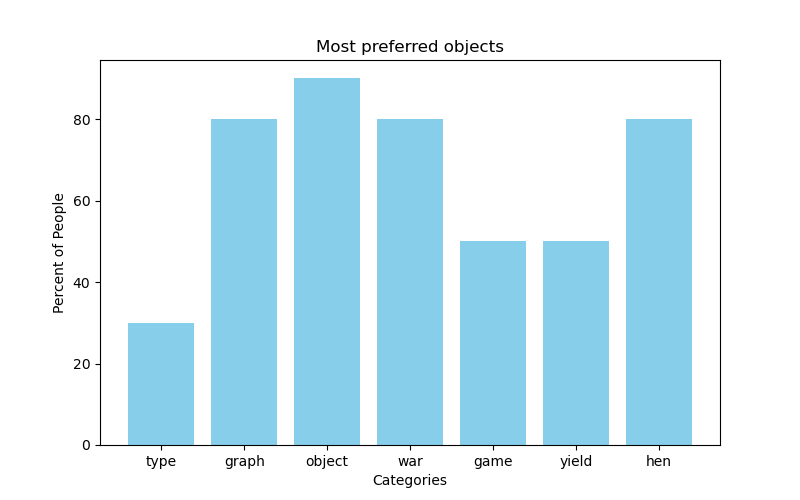 Most preferred objects
Percent of People
80
60
40
20
0
type graph object war game yield hen
Categories